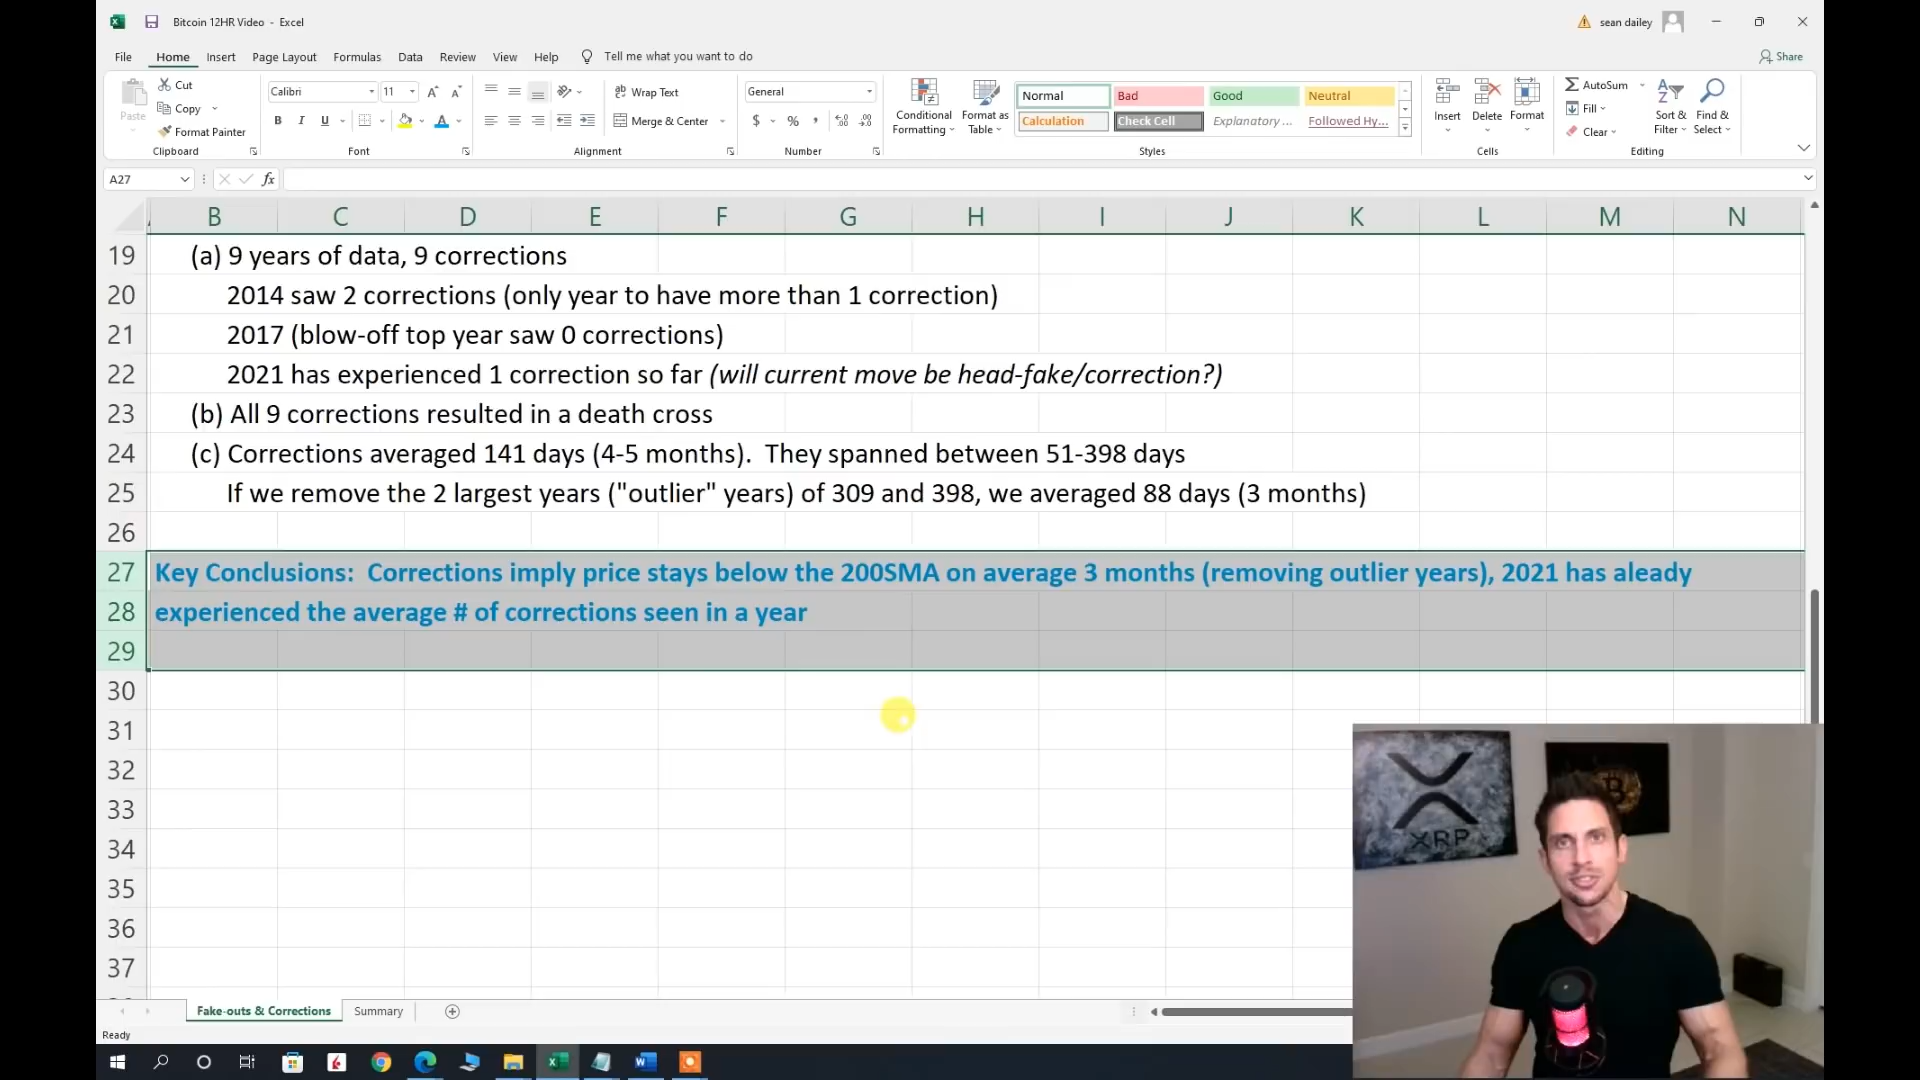 Bitcoin 12HR Video - Excel
sean dailey
File Home Insert Page Layout Formulas Data Review View Help Tell me what you want to do
Share
Paste
Cut
Copy
Format Painter
Clipboard
Calibri 11
B I U
Font
Wrap Text
Merge & Center
Alignment
General
$ % ,
Number
Conditional Formatting
Format as Table
Normal Bad Good Neutral
Calculation Check Cell Explanatory ... Followed Hy...
Styles
Insert Delete Format
Cells
AutoSum
Fill
Clear
Sort & Filter
Find & Select
Editing
A27
fx
B C D E F G H I J K L M N
19 (a) 9 years of data, 9 corrections
20 2014 saw 2 corrections (only year to have more than 1 correction)
21 2017 (blow-off top year saw 0 corrections)
22 2021 has experienced 1 correction so far (will current move be head-fake/correction?)
23 (b) All 9 corrections resulted in a death cross
24 (c) Corrections averaged 141 days (4-5 months). They spanned between 51-398 days
25 If we remove the 2 largest years ("outlier" years) of 309 and 398, we averaged 88 days (3 months)
26
27 Key Conclusions: Corrections imply price stays below the 200SMA on average 3 months (removing outlier years), 2021 has aleady
28 experienced the average # of corrections seen in a year
29
30
31
32
33
34
35
36
37
XRP
Fake-outs & Corrections Summary
Ready